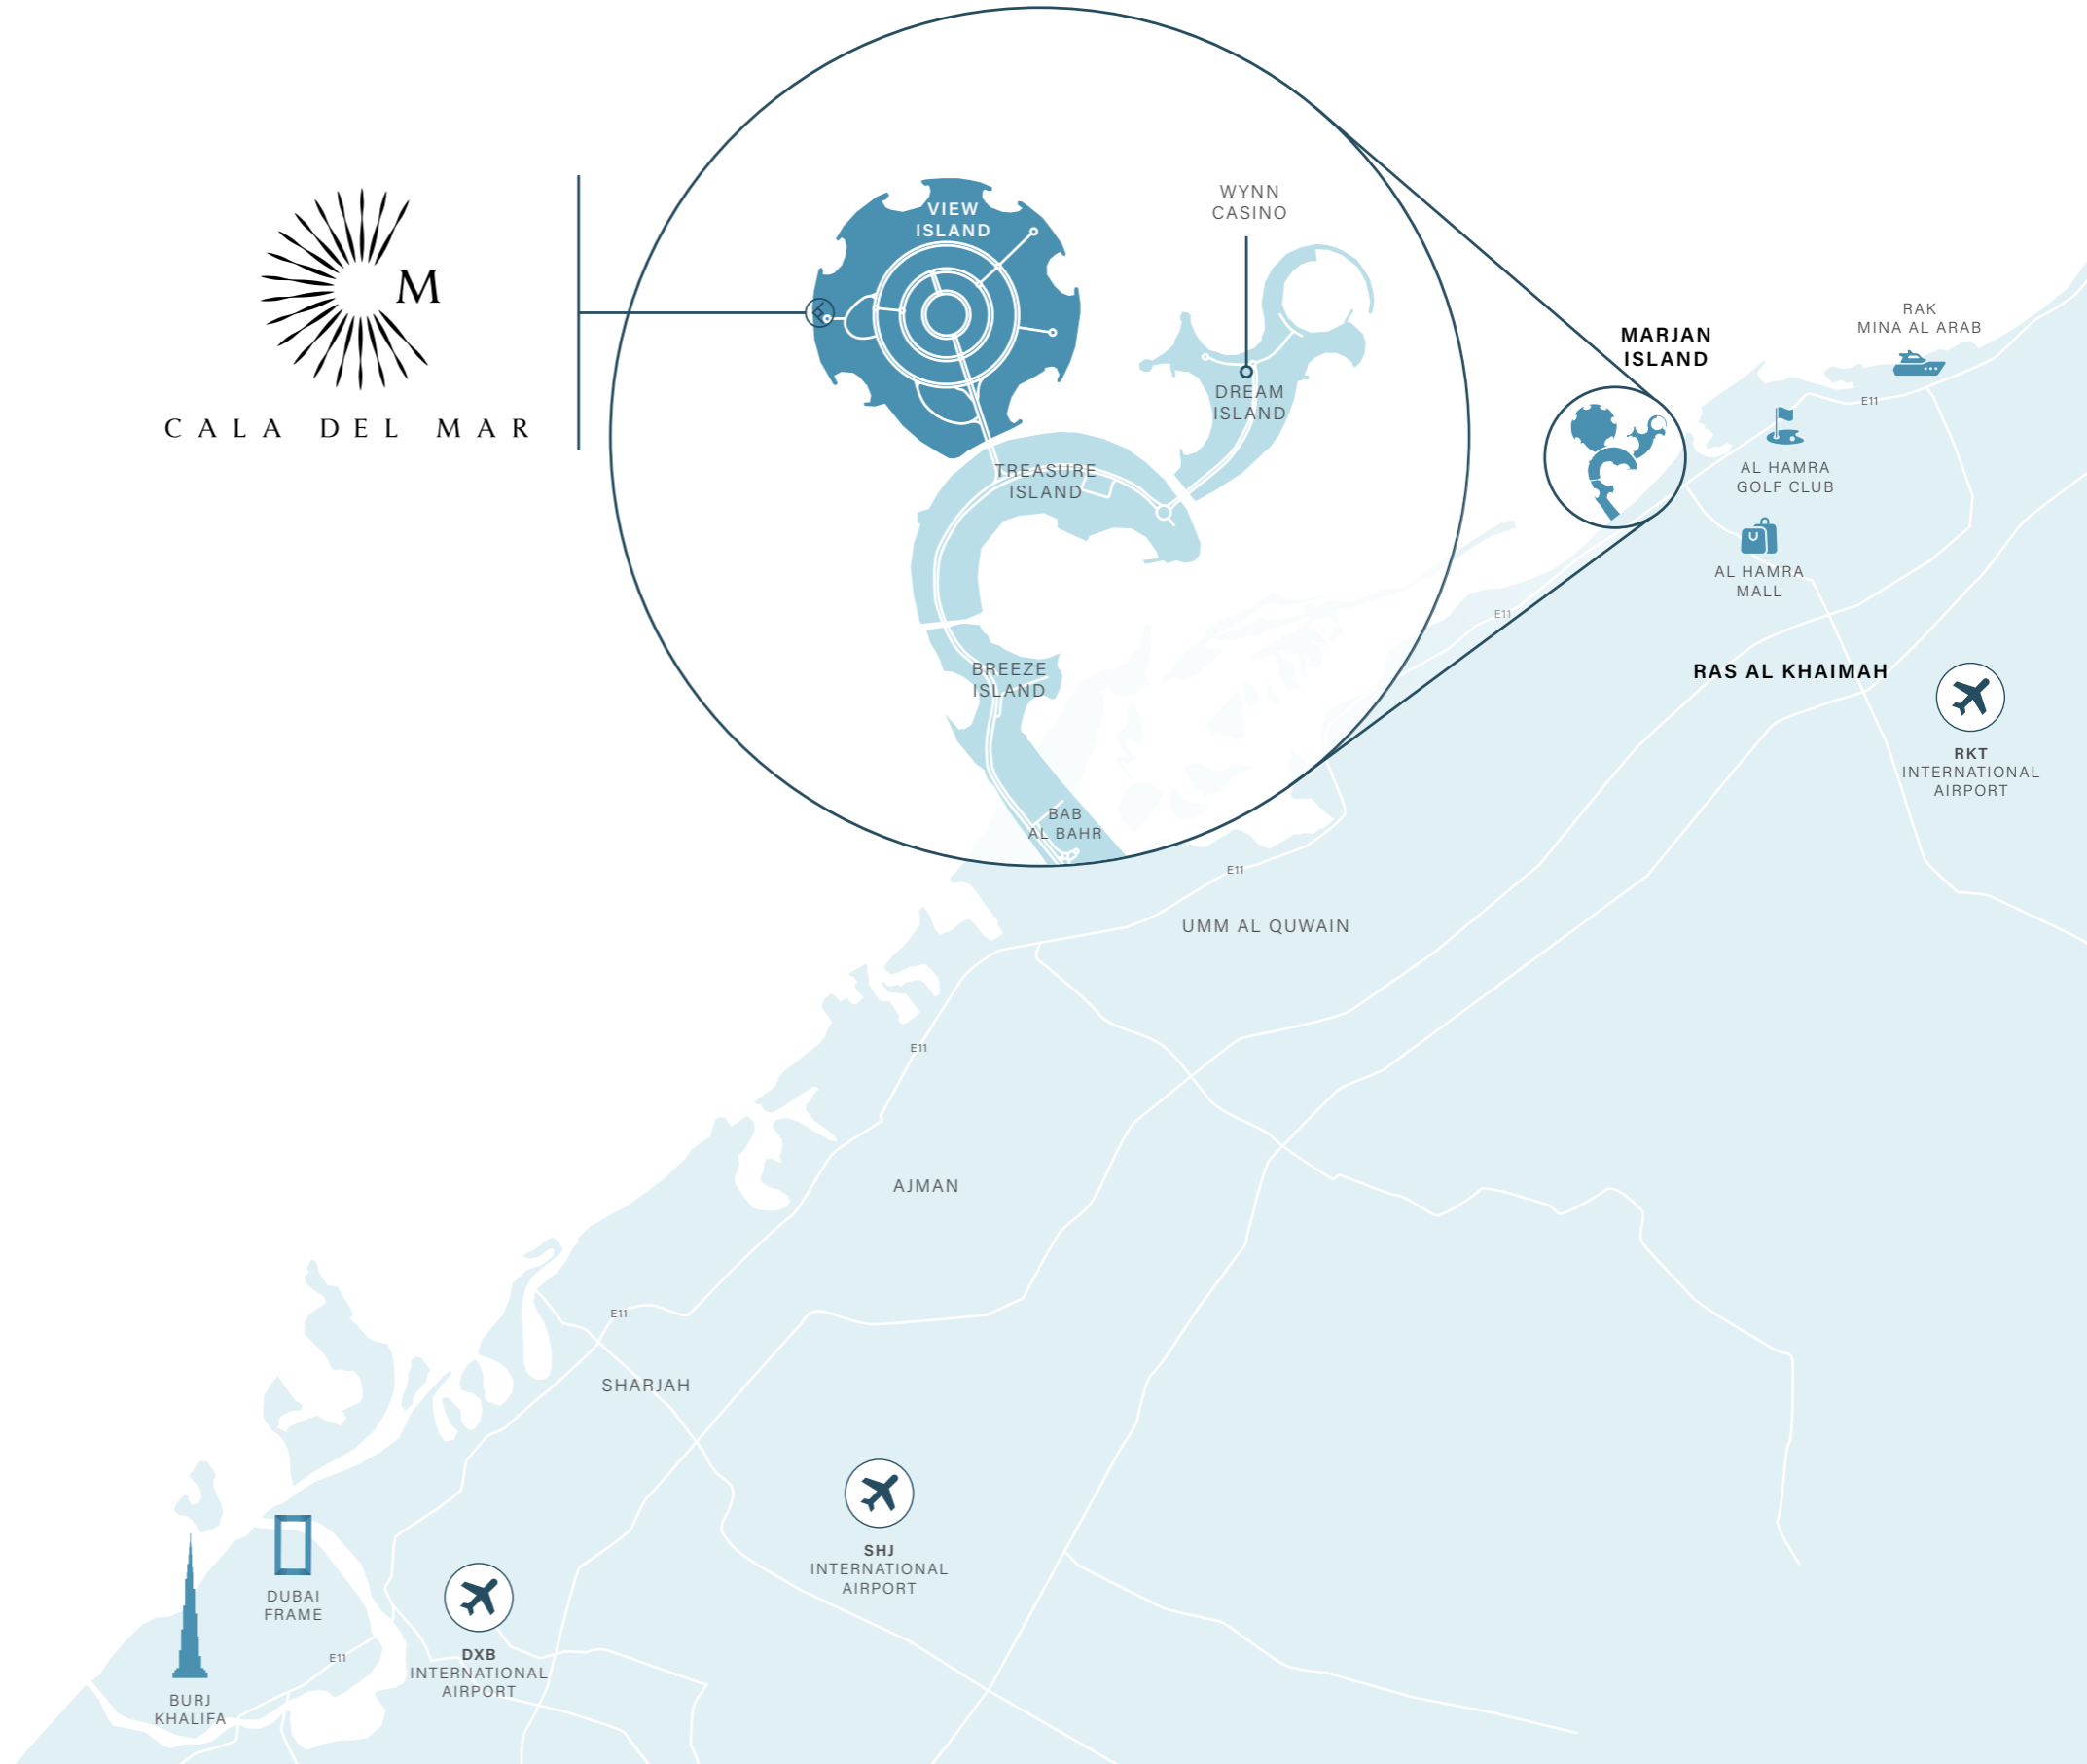 M
CALA DEL MAR
VIEW
ISLAND
WYNN
CASINO
DREAM
ISLAND
TREASURE
ISLAND
BREEZE
ISLAND
BAB
AL BAHR
MARJAN
ISLAND
RAK
MINA AL ARAB
E11
AL HAMRA
GOLF CLUB
AL HAMRA
MALL
E11
RAS AL KHAIMAH
RKT
INTERNATIONAL
AIRPORT
E11
UMM AL QUWAIN
E11
AJMAN
E11
SHARJAH
SHJ
INTERNATIONAL
AIRPORT
DUBAI
FRAME
DXB
INTERNATIONAL
AIRPORT
E11
BURJ
KHALIFA